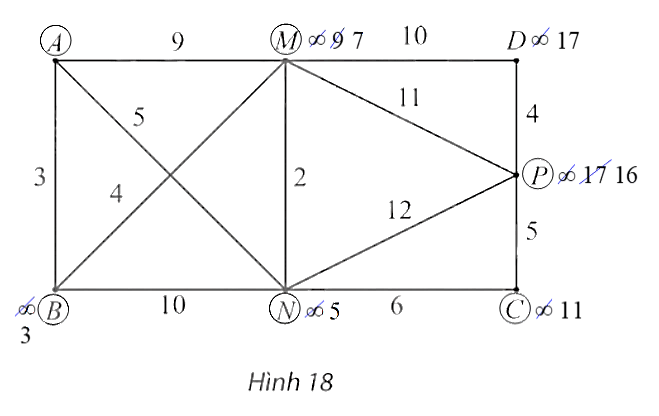 A 9 M ∞ 9 7 10 D ∞ 17
5 11 4
3 4 2 P ∞ 17 16
12 5
∞ B 10 N ∞ 5 6 C ∞ 11
3
Hình 18